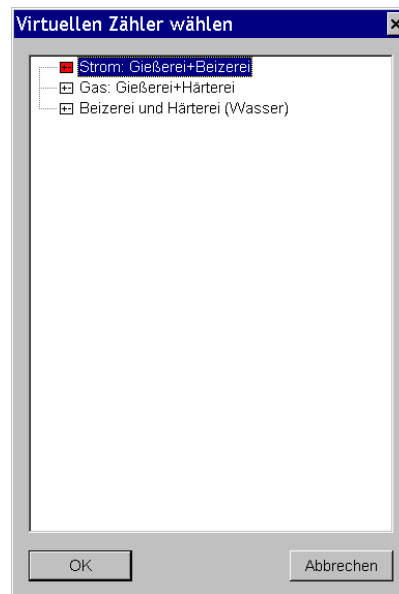 Virtuellen Zähler wählen
Strom: Gießerei+Beizerei
Gas: Gießerei+Härterei
Beizerei und Härterei (Wasser)
OK
Abbrechen